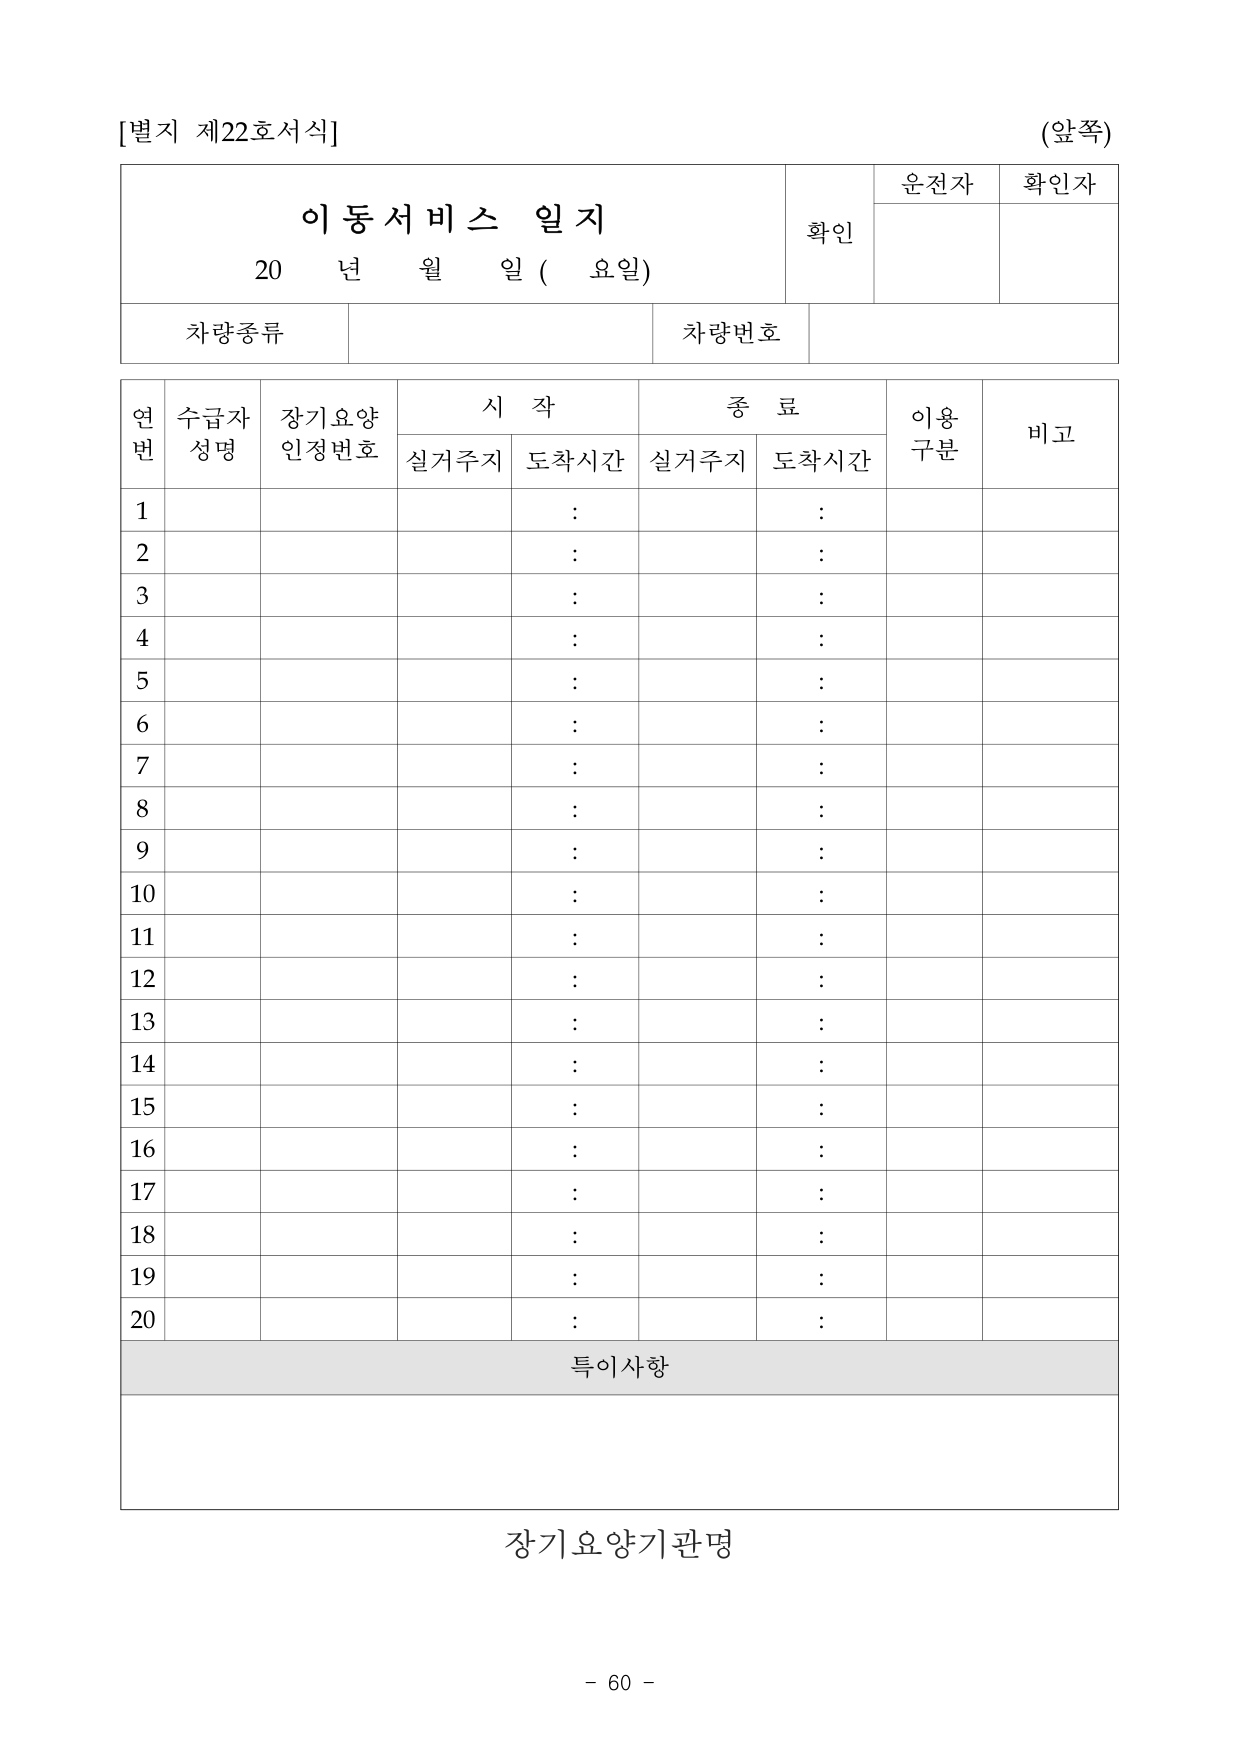 [별지 제22호서식] (앞쪽)
이동서비스 일지
20 년 월 일 ( 요일)
확인
운전자 확인자
차량종류 차량번호
연번 수급자 성명 장기요양 인정번호 시 작 종 료 이용 구분 비고
실거주지 도착시간 실거주지 도착시간
1 : :
2 : :
3 : :
4 : :
5 : :
6 : :
7 : :
8 : :
9 : :
10 : :
11 : :
12 : :
13 : :
14 : :
15 : :
16 : :
17 : :
18 : :
19 : :
20 : :
특이사항
장기요양기관명
- 60 -